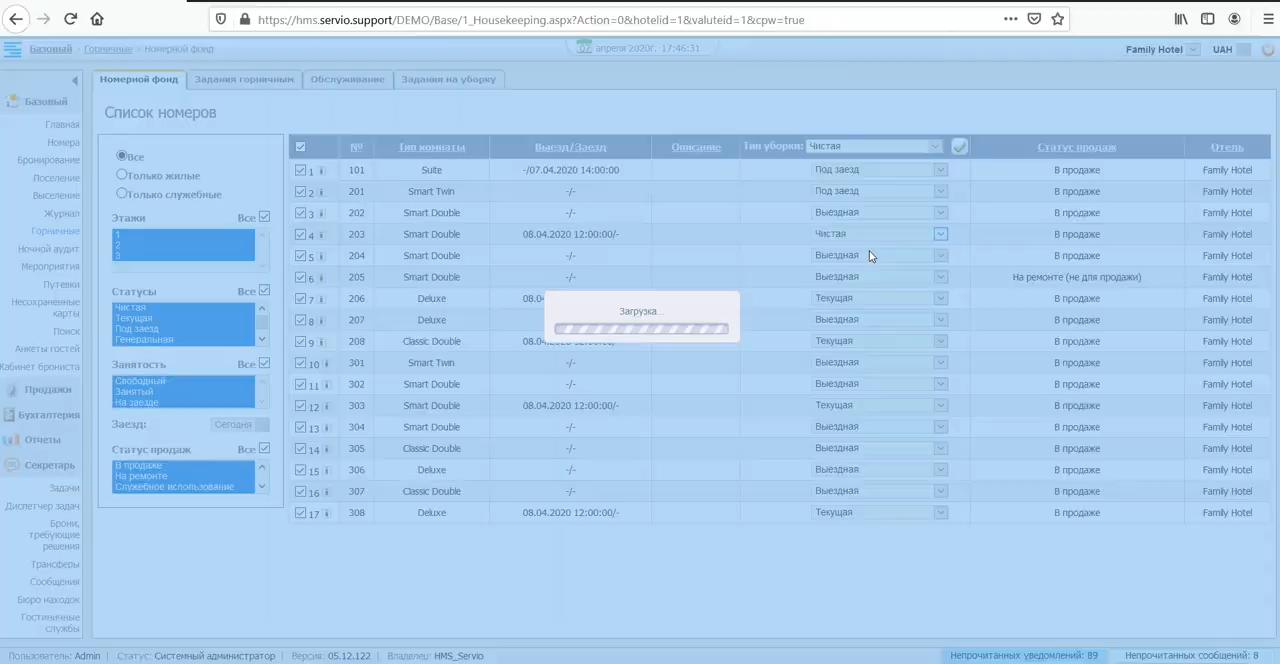 https://hms.servio.support/DEMO/Base/1_Housekeeping.aspx?Action=0&hotelid=1&valuteid=1&cpw=true
Базовый Горничные Номерной фонд
07 апреля 2020г. 17:46:31
Family Hotel UAH
Базовый
Главная
Номера
Бронирование
Поселение
Выселение
Журнал
Горничные
Ночной аудит
Мероприятия
Путевки
Несохраненные
карты
Поиск
Анкеты гостей
Кабинет брониста
Продажи
Бухгалтерия
Отчеты
Секретарь
Задачи
Диспетчер задач
Брони,
требующие
решения
Трансферы
Сообщения
Бюро находок
Гостиничные
службы
Номерной фонд Задания горничным Обслуживание Задания на уборку
Список номеров
Все
Только жилые
Только служебные
Этажи Все
1
2
3
Статусы Все
Чистая
Текущая
Под заезд
Генеральная
Занятость Все
Свободный
Занятый
На заезде
Заезд: Сегодня
Статус продаж Все
В продаже
На ремонте
Служебное использование
№ Тип комнаты Выезд/Заезд Описание Тип уборки: Чистая Статус продаж Отель
1 i 101 Suite -/07.04.2020 14:00:00 Под заезд В продаже Family Hotel
2 i 201 Smart Twin -/- Под заезд В продаже Family Hotel
3 i 202 Smart Double -/- Выездная В продаже Family Hotel
4 i 203 Smart Double 08.04.2020 12:00:00/- Чистая В продаже Family Hotel
5 i 204 Smart Double -/- Выездная В продаже Family Hotel
6 i 205 Smart Double -/- Выездная На ремонте (не для продажи) Family Hotel
7 i 206 Deluxe Текущая В продаже Family Hotel
8 i 207 Deluxe Выездная В продаже Family Hotel
9 i 208 Classic Double Текущая В продаже Family Hotel
10 i 301 Smart Twin -/- Выездная В продаже Family Hotel
11 i 302 Smart Double -/- Выездная В продаже Family Hotel
12 i 303 Smart Double 08.04.2020 12:00:00/- Текущая В продаже Family Hotel
13 i 304 Smart Double -/- Выездная В продаже Family Hotel
14 i 305 Classic Double -/- Выездная В продаже Family Hotel
15 i 306 Deluxe -/- Выездная В продаже Family Hotel
16 i 307 Classic Double -/- Выездная В продаже Family Hotel
17 i 308 Deluxe 08.04.2020 12:00:00/- Текущая В продаже Family Hotel
Загрузка...
Пользователь: Admin | Статус: Системный администратор | Версия: 05.12.122 | Владелец: HMS_Servio
Непрочитанных уведомлений: 89 Непрочитанных сообщений: 8